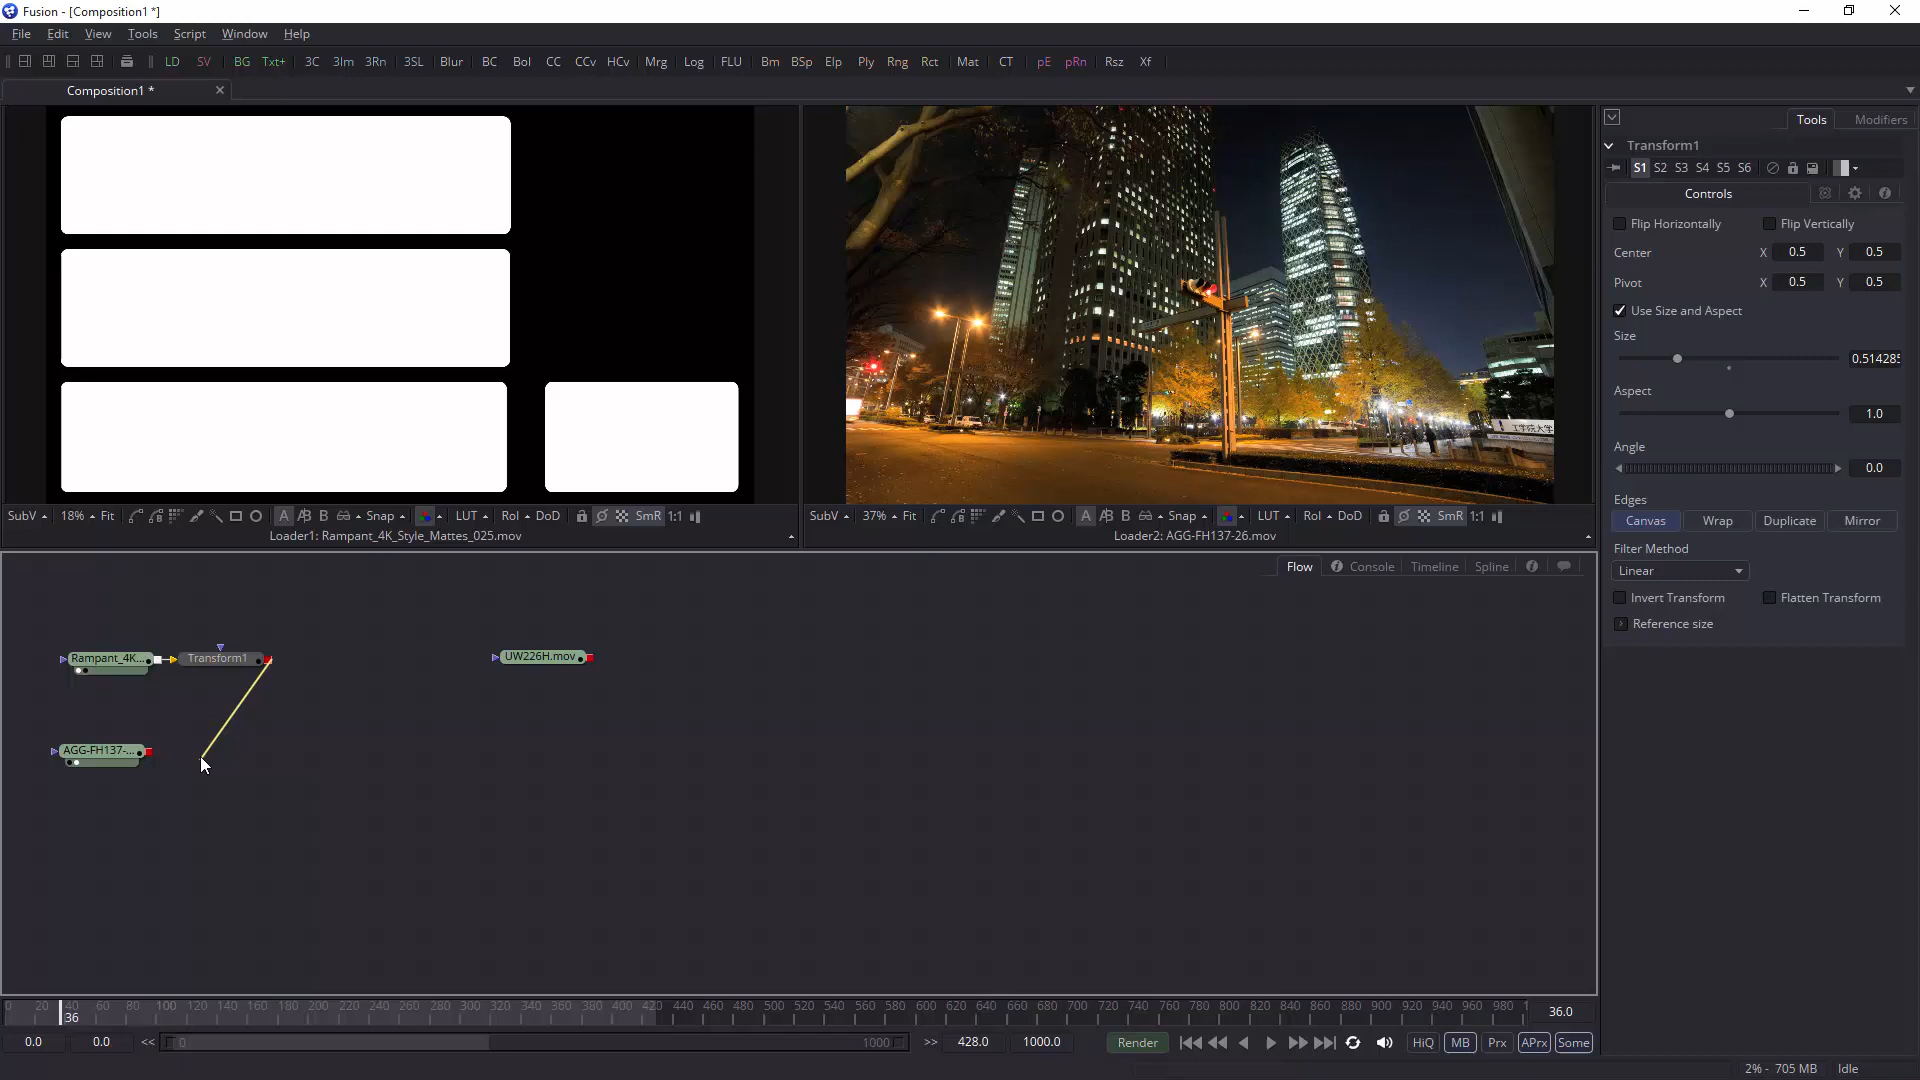 Fusion - [Composition1 *]
File Edit View Tools Script Window Help
LD SV BG Txt+ 3C 3Im 3Rn 3SL Blur BC Bol CC CCv HCv Mrg Log FLU Bm BSp Elp Ply Rng Rct Mat CT pE pRn Rsz Xf
Composition1 *
Tools Modifiers
Transform1
S1 S2 S3 S4 S5 S6
Controls
Flip Horizontally Flip Vertically
Center X 0.5 Y 0.5
Pivot X 0.5 Y 0.5
Use Size and Aspect
Size
0.514285
Aspect
1.0
Angle
0.0
Edges
Canvas Wrap Duplicate Mirror
Filter Method
Linear
Invert Transform Flatten Transform
Reference size
SubV 18% Fit A B Snap LUT RoI DoD SmR 1:1
Loader1: Rampant_4K_Style_Mattes_025.mov
工学院大学
SubV 37% Fit A B Snap LUT RoI DoD SmR 1:1
Loader2: AGG-FH137-26.mov
Flow Console Timeline Spline
Rampant_4K... Transform1 UW226H.mov
AGG-FH137-...
0 20 40 60 80 100 120 140 160 180 200 220 240 260 280 300 320 340 360 380 400 420 440 460 480 500 520 540 560 580 600 620 640 660 680 700 720 740 760 780 800 820 840 860 880 900 920 940 960 980 1
36
36.0
0.0 0.0 << 0 1000 >> 428.0 1000.0 Render HiQ MB Prx APrx Some
2% - 705 MB Idle